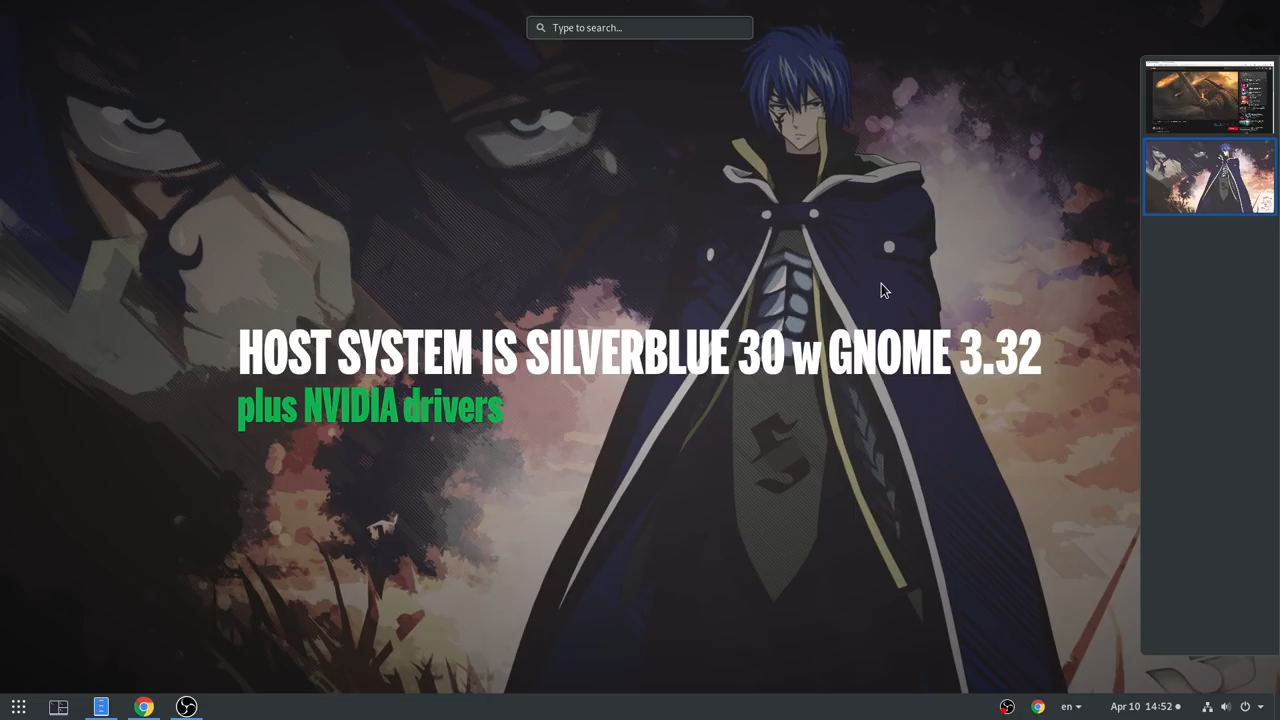 Type to search...
HOST SYSTEM IS SILVERBLUE 30 w GNOME 3.32
plus NVIDIA drivers
en
Apr 10 14:52